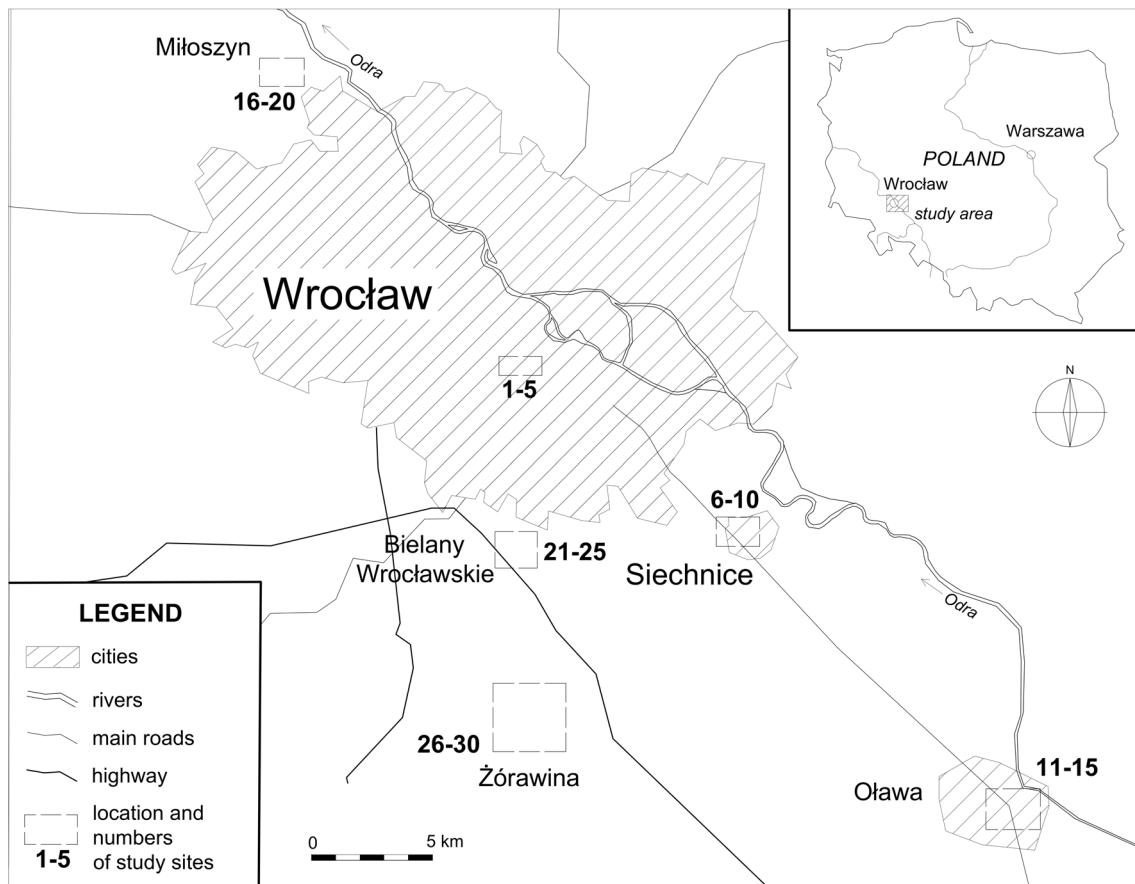 Miłoszyn
16-20
Odra
Wrocław
1-5
6-10
Siechnice
Bielany
Wrocławskie
21-25
26-30
Żórawina
Odra
11-15
Oława
Warszawa
POLAND
Wrocław
study area
N
LEGEND
cities
rivers
main roads
highway
location and
numbers
1-5 of study sites
0 5 km